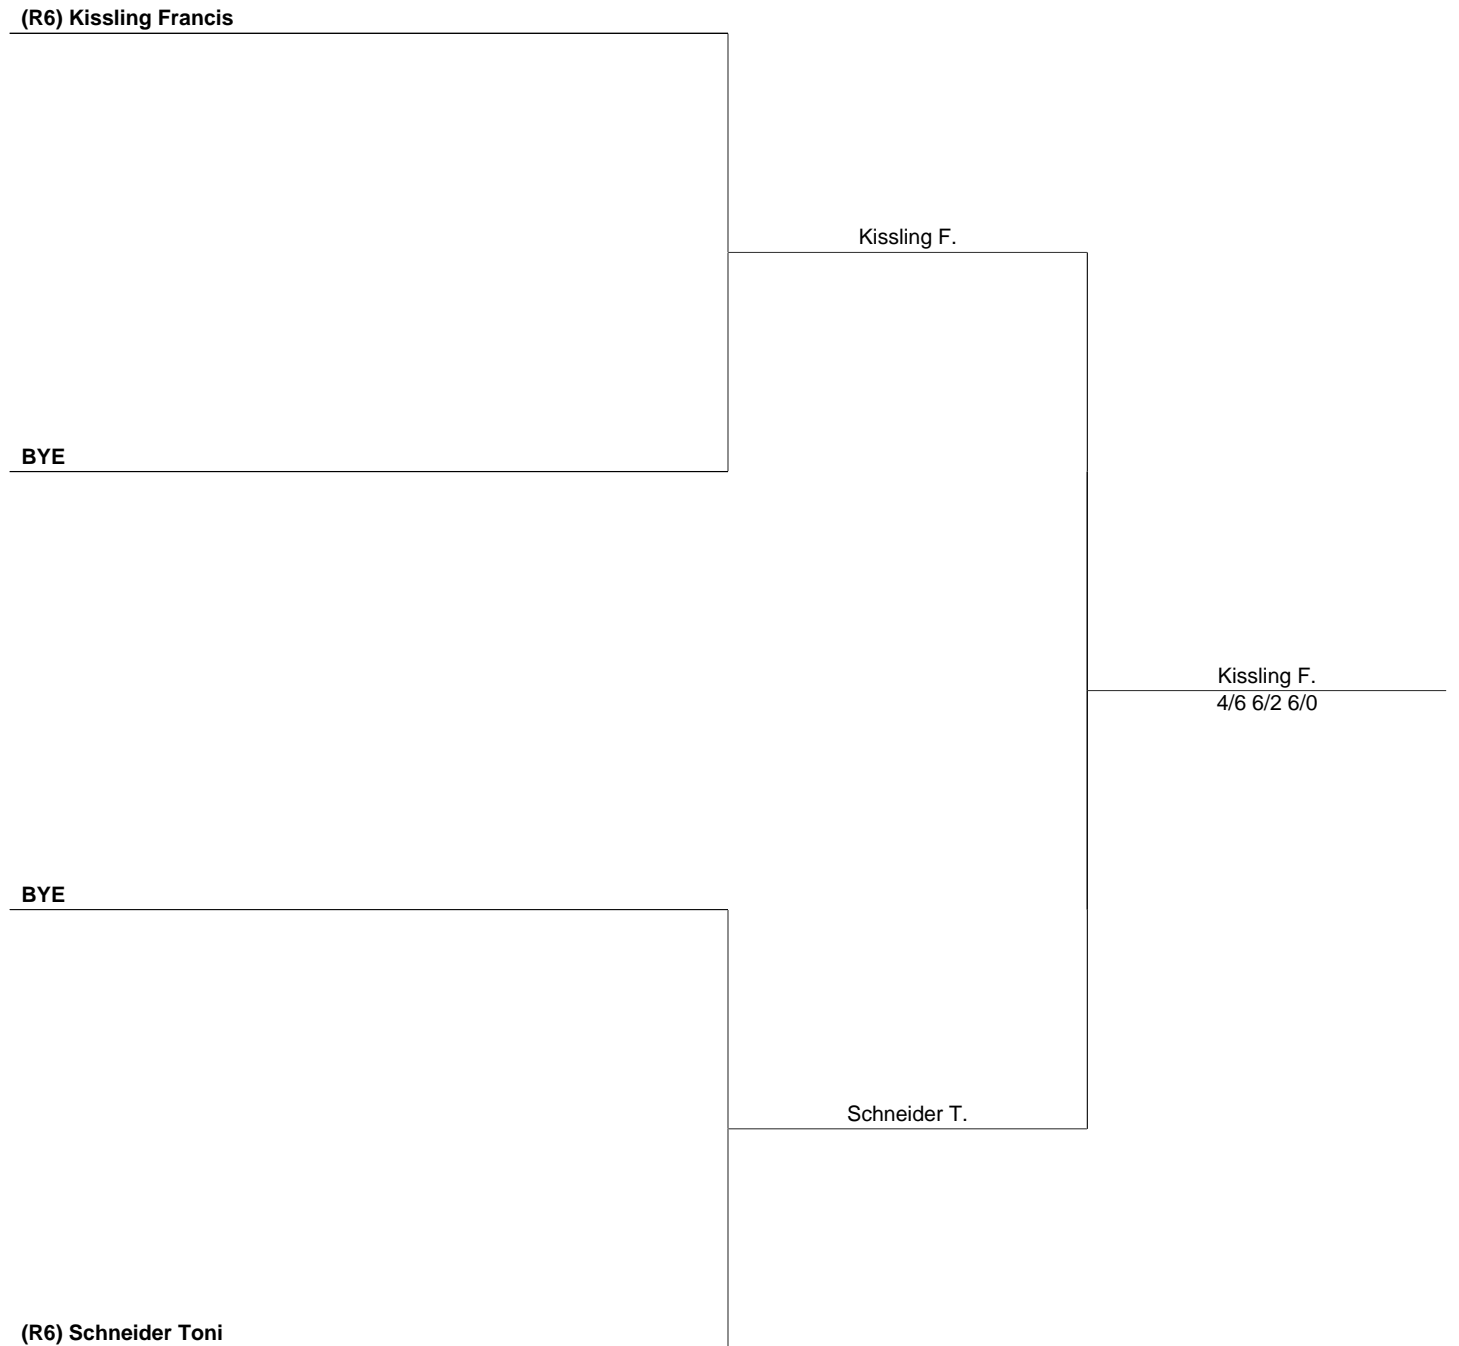 (R6) Kissling Francis
Kissling F.
BYE
Kissling F.
4/6 6/2 6/0
BYE
Schneider T.
(R6) Schneider Toni